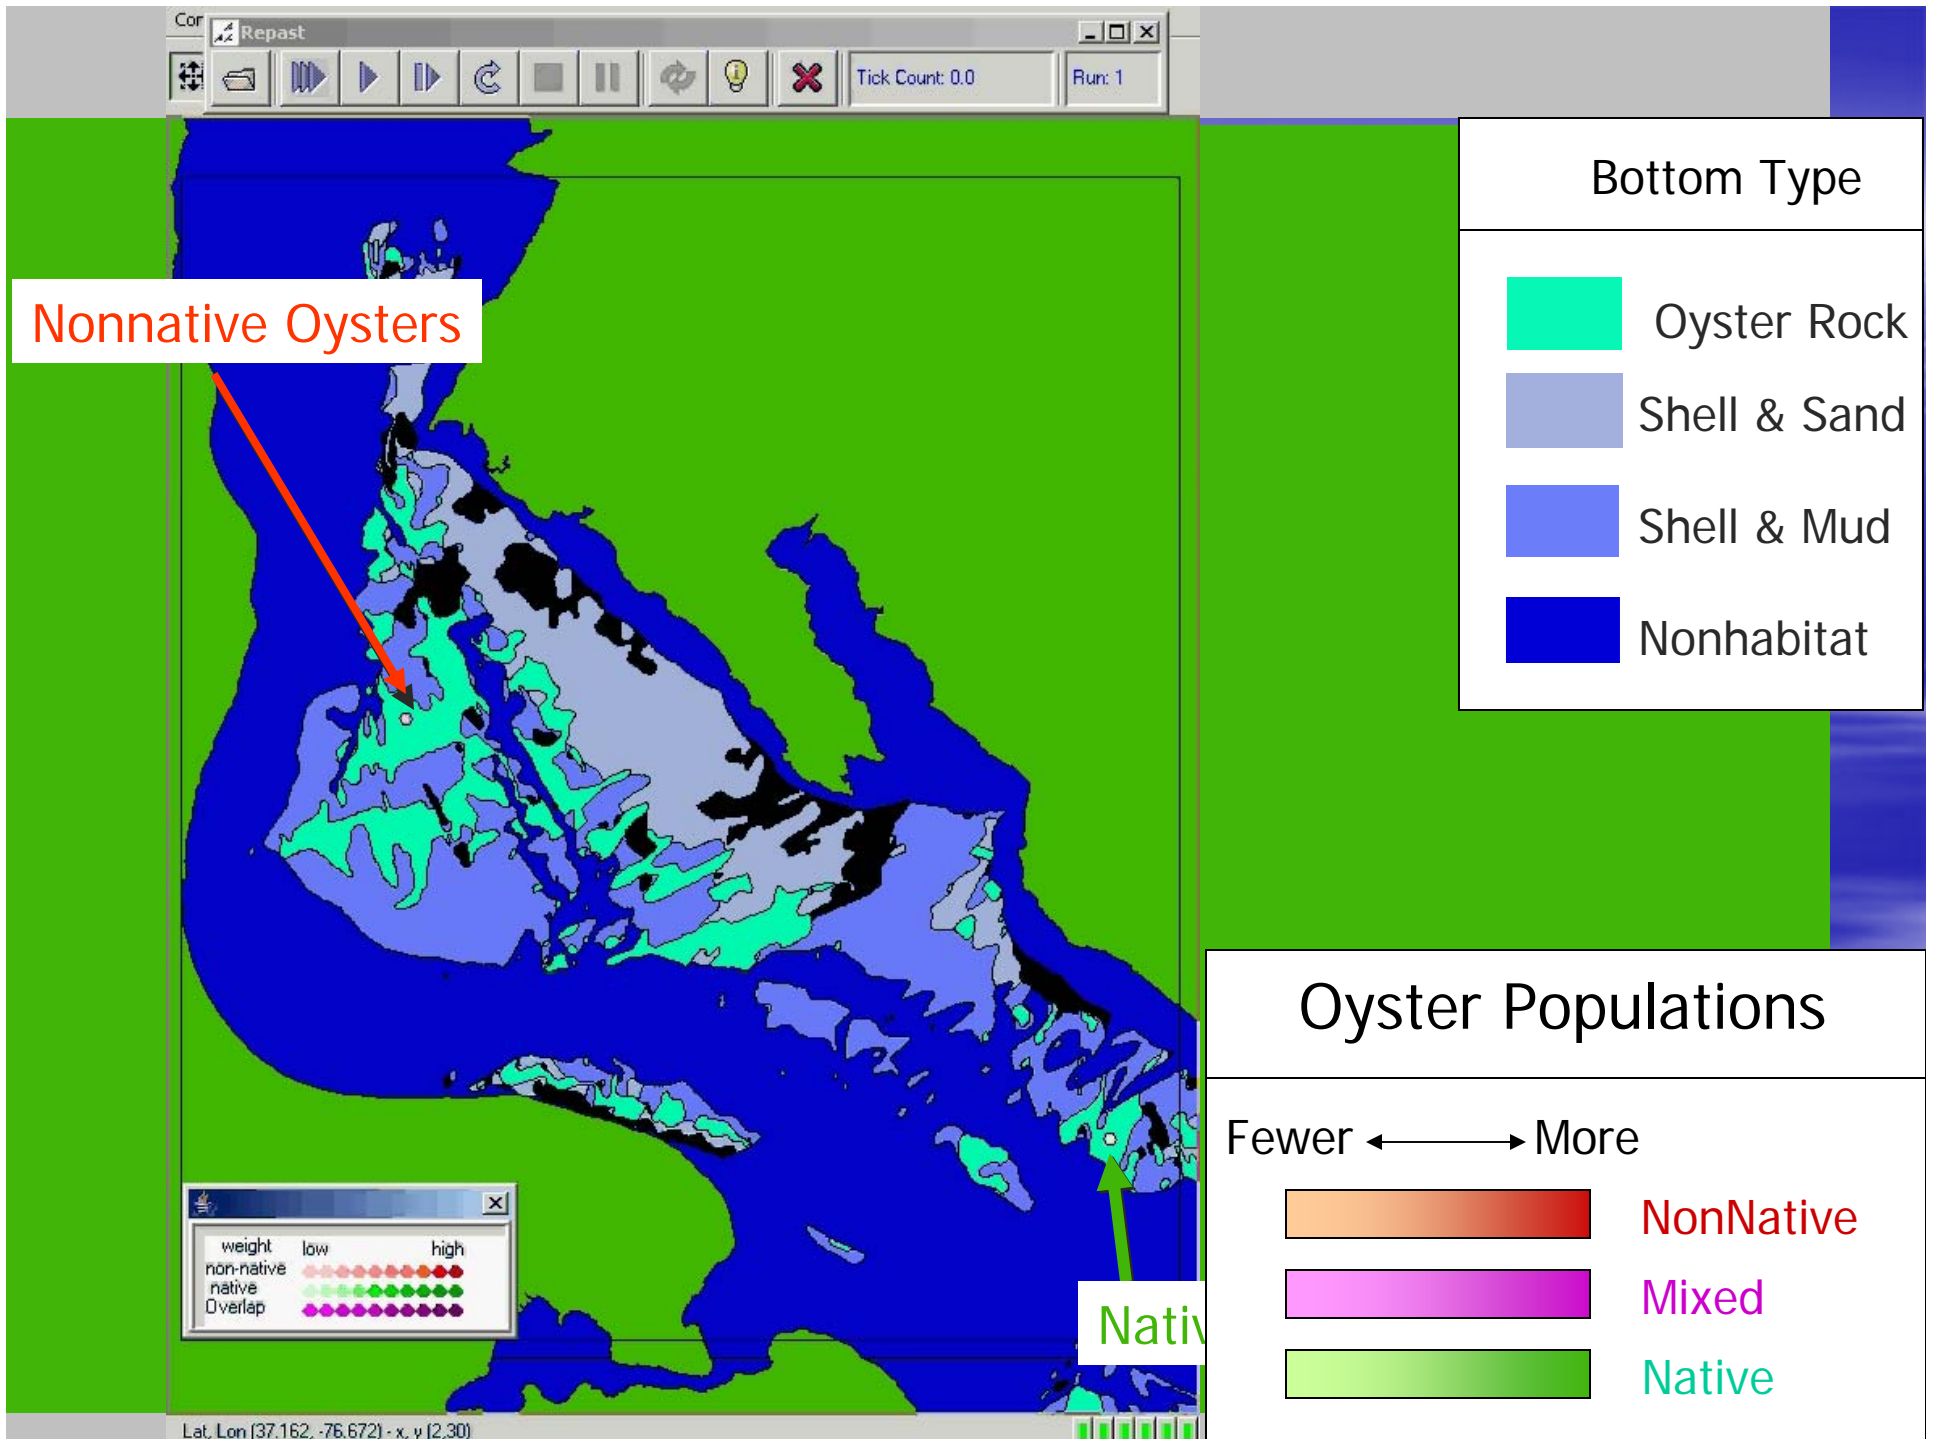 Cor
Repast
Tick Count: 0.0
Run: 1
Bottom Type
Oyster Rock
Shell & Sand
Shell & Mud
Nonhabitat
Nonnative Oysters
Oyster Populations
Fewer More
NonNative
Mixed
Native
weight low high
non-native
native
Overlap
Nativ
Lat, Lon (37.162, -76.672) - x, y (2,30)